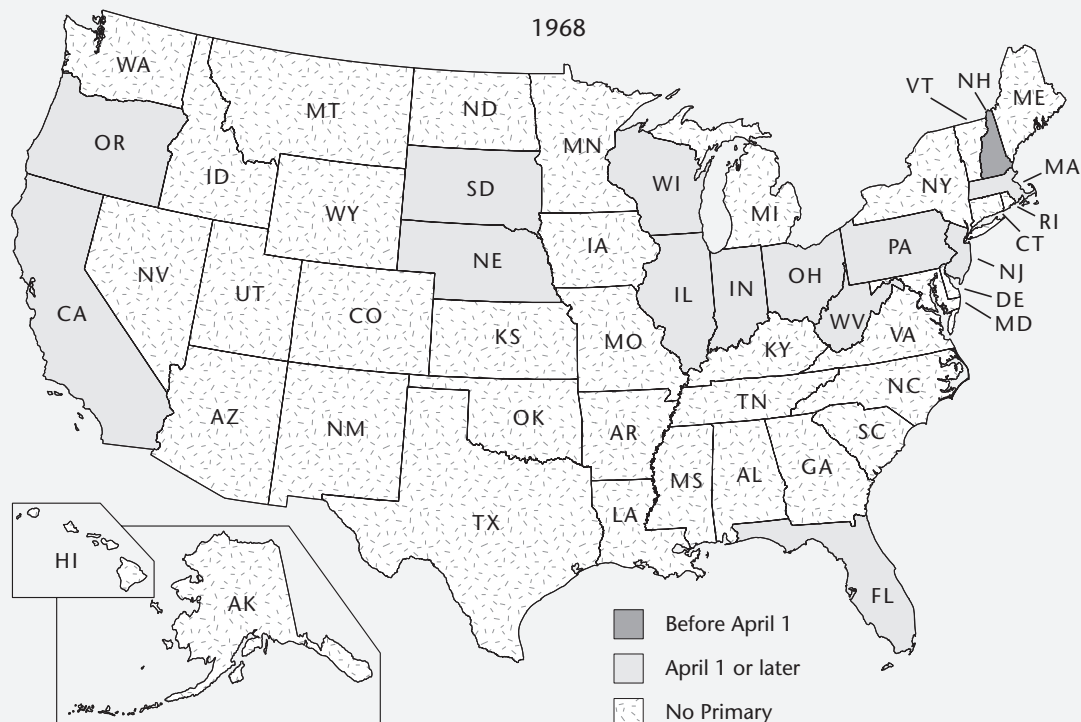 1968
WA
OR
CA
ID
NV
MT
WY
UT
AZ
CO
NM
ND
SD
NE
KS
OK
TX
MN
IA
MO
AR
LA
WI
IL
MI
IN
OH
KY
TN
MS
AL
GA
FL
SC
NC
VA
WV
PA
NY
VT
NH
ME
MA
RI
CT
NJ
DE
MD
HI
AK
Before April 1
April 1 or later
No Primary